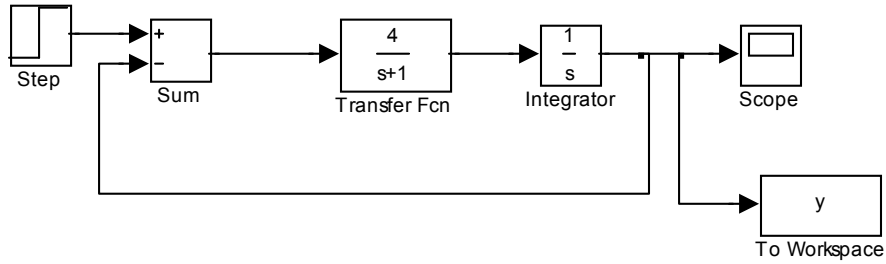 Step
+
−
Sum
4
s+1
Transfer Fcn
1
s
Integrator
Scope
y
To Workspace